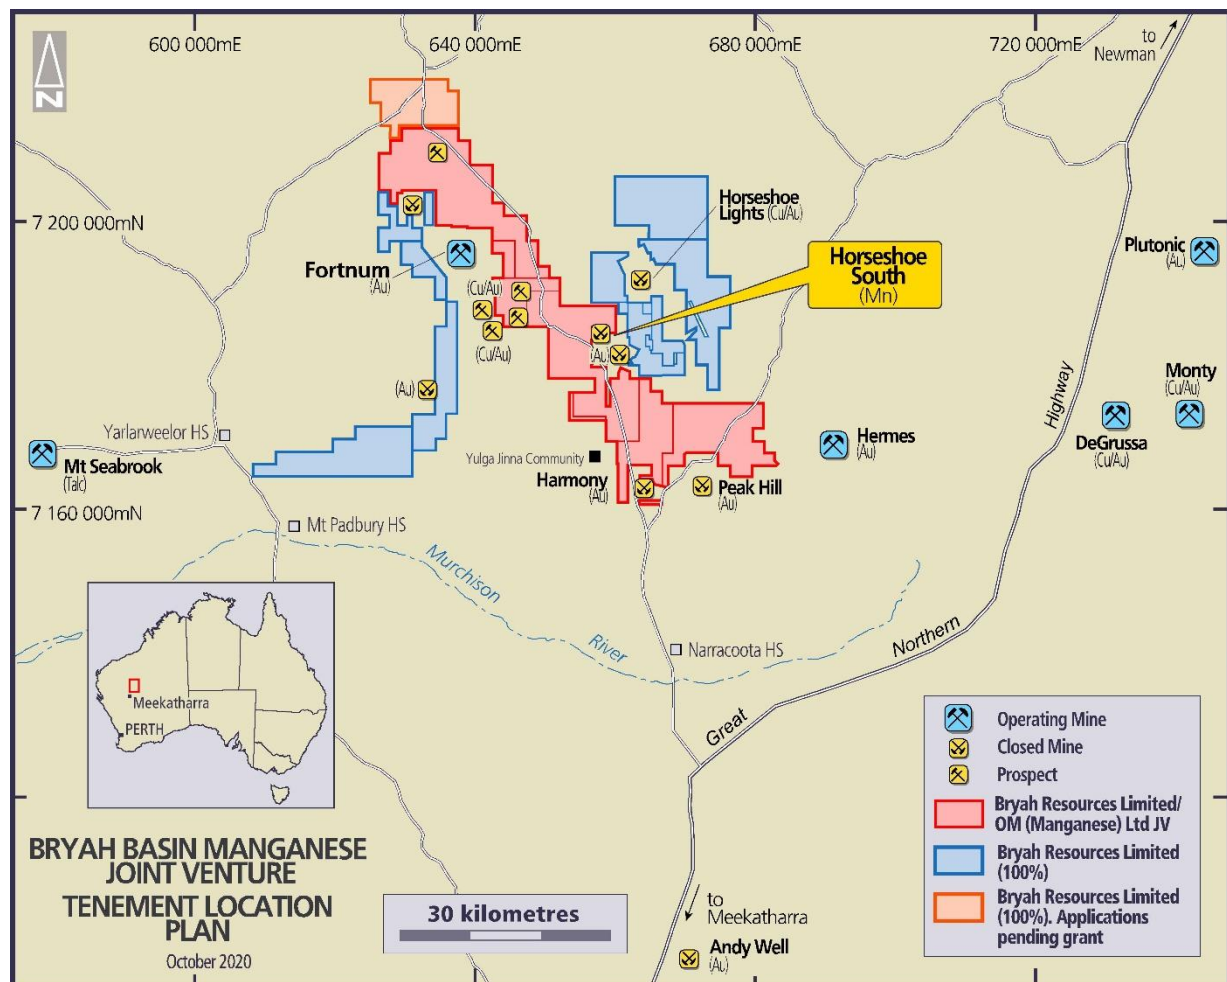 600 000mE
640 000mE
680 000mE
720 000mE
to
Newman
N
7 200 000mN
Horseshoe
Lights (Cu/Au)
Horseshoe
South
(Mn)
Plutonic
(Au)
Fortnum
(Au)
(Cu/Au)
(Cu/Au)
(Au)
(Au)
Highway
Monty
(Cu/Au)
DeGrussa
(Cu/Au)
Yarlarweelor HS
Mt Seabrook
(Talc)
Yulga Jinna Community
Harmony
(Au)
Peak Hill
(Au)
Hermes
(Au)
7 160 000mN
Mt Padbury HS
Murchison
River
Narracoota HS
Northern
Great
Meekatharra
PERTH
Operating Mine
Closed Mine
Prospect
Bryah Resources Limited/
OM (Manganese) Ltd JV
Bryah Resources Limited
(100%)
Bryah Resources Limited
(100%). Applications
pending grant
BRYAH BASIN MANGANESE
JOINT VENTURE
TENEMENT LOCATION
PLAN
October 2020
30 kilometres
to
Meekatharra
Andy Well
(Au)